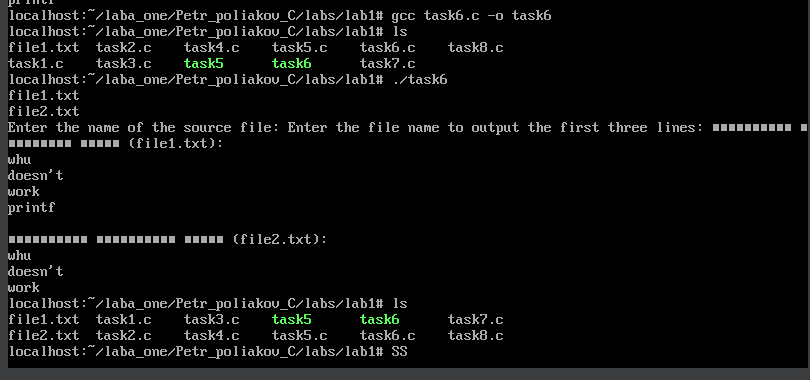 printf
localhost:~/laba_one/Petr_poliakov_C/labs/lab1# gcc task6.c -o task6
localhost:~/laba_one/Petr_poliakov_C/labs/lab1# ls
file1.txt task2.c task4.c task5.c task6.c task8.c
task1.c task3.c task5 task6 task7.c
localhost:~/laba_one/Petr_poliakov_C/labs/lab1# ./task6
file1.txt
file2.txt
Enter the name of the source file: Enter the file name to output the first three lines: ■■■■■■■■■■ ■
■■■■■■■■ ■■■■■ (file1.txt):
whu
doesn't
work
printf
■■■■■■■■■■ ■■■■■■■■■■ ■■■■■ (file2.txt):
whu
doesn't
work
localhost:~/laba_one/Petr_poliakov_C/labs/lab1# ls
file1.txt task1.c task3.c task5 task6 task7.c
file2.txt task2.c task4.c task5.c task6.c task8.c
localhost:~/laba_one/Petr_poliakov_C/labs/lab1# SS